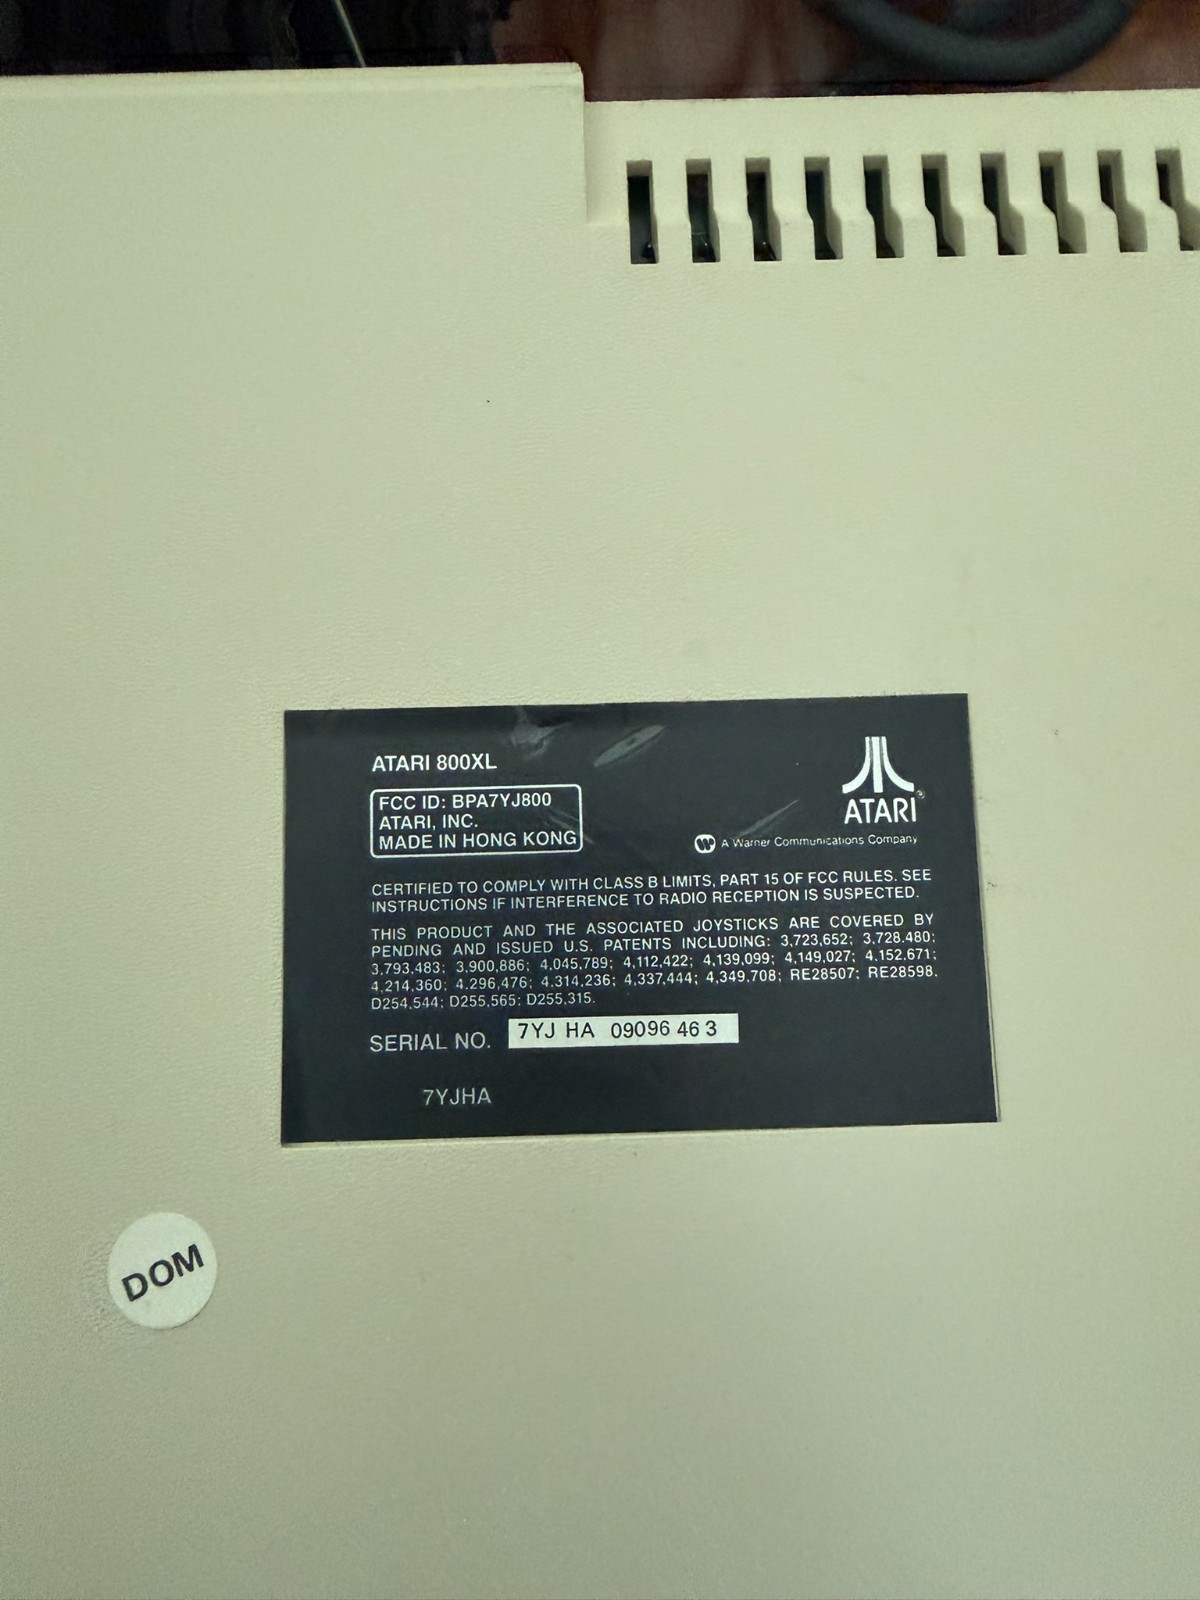 ATARI 800XL
FCC ID: BPA7YJ800
ATARI, INC.
MADE IN HONG KONG
ATARI®
W A Warner Communications Company
CERTIFIED TO COMPLY WITH CLASS B LIMITS, PART 15 OF FCC RULES. SEE
INSTRUCTIONS IF INTERFERENCE TO RADIO RECEPTION IS SUSPECTED.
THIS PRODUCT AND THE ASSOCIATED JOYSTICKS ARE COVERED BY
PENDING AND ISSUED U.S. PATENTS INCLUDING: 3,723,652; 3.728.480;
3,793,483; 3,900,886; 4,045,789; 4,112,422; 4,139,099; 4,149,027; 4.152.671;
4,214,360; 4.296,476; 4.314,236; 4,337,444; 4,349,708; RE28507; RE28598.
D254,544; D255,565; D255,315.
SERIAL NO. 7YJ HA 09096 46 3
7YJHA
DOM